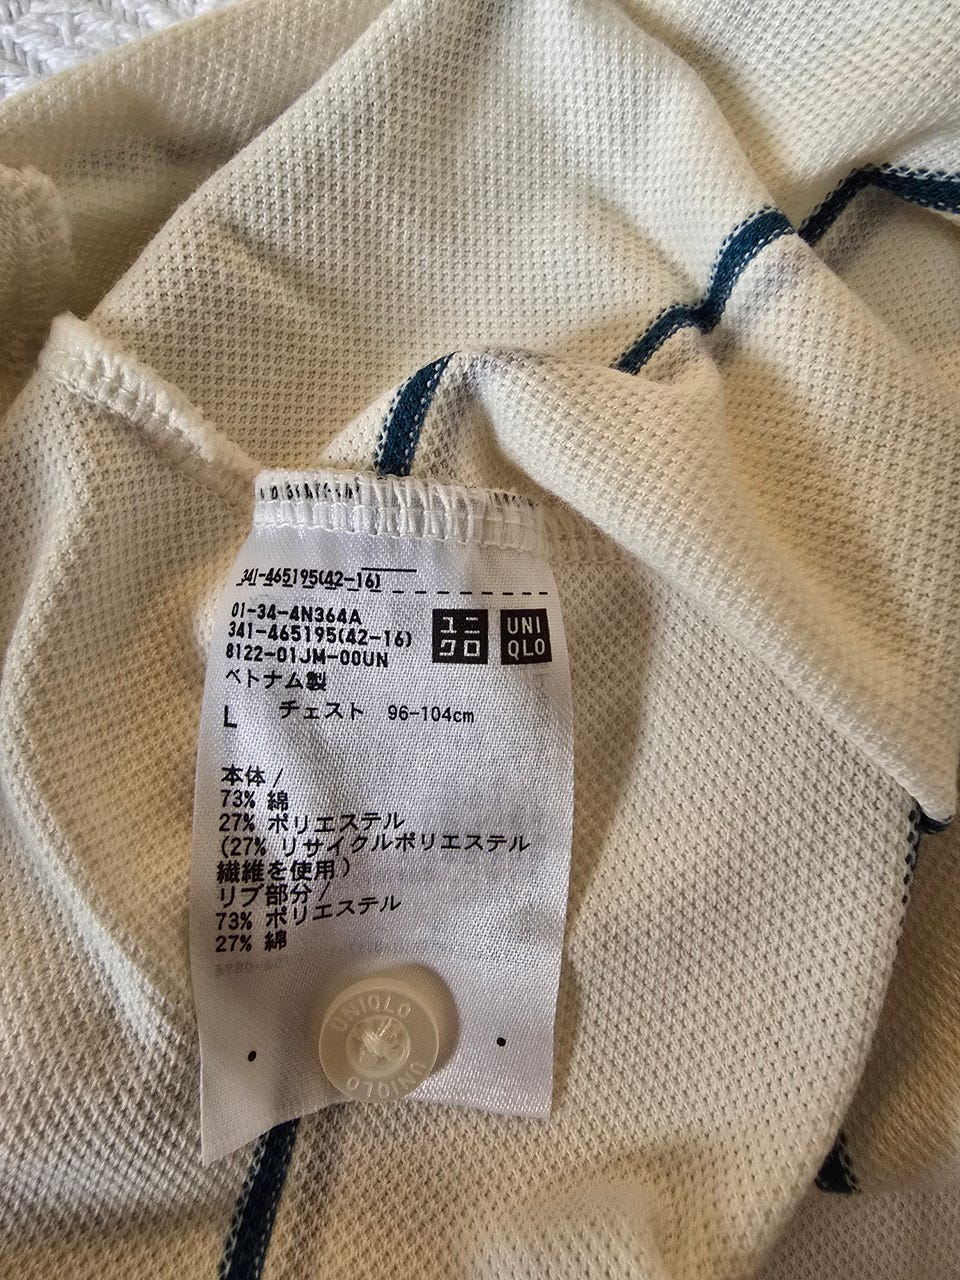 341-465195(42-16)
01-34-4N364A
341-465195(42-16)
8122-01JM-00UN
ユニ
クロ
UNI
QLO
ベトナム製
L チェスト 96-104cm
本体/
73% 綿
27% ポリエステル
(27% リサイクルポリエステル
繊維を使用)
リブ部分/
73% ポリエステル
27% 綿
UNIQLO
UNIQLO